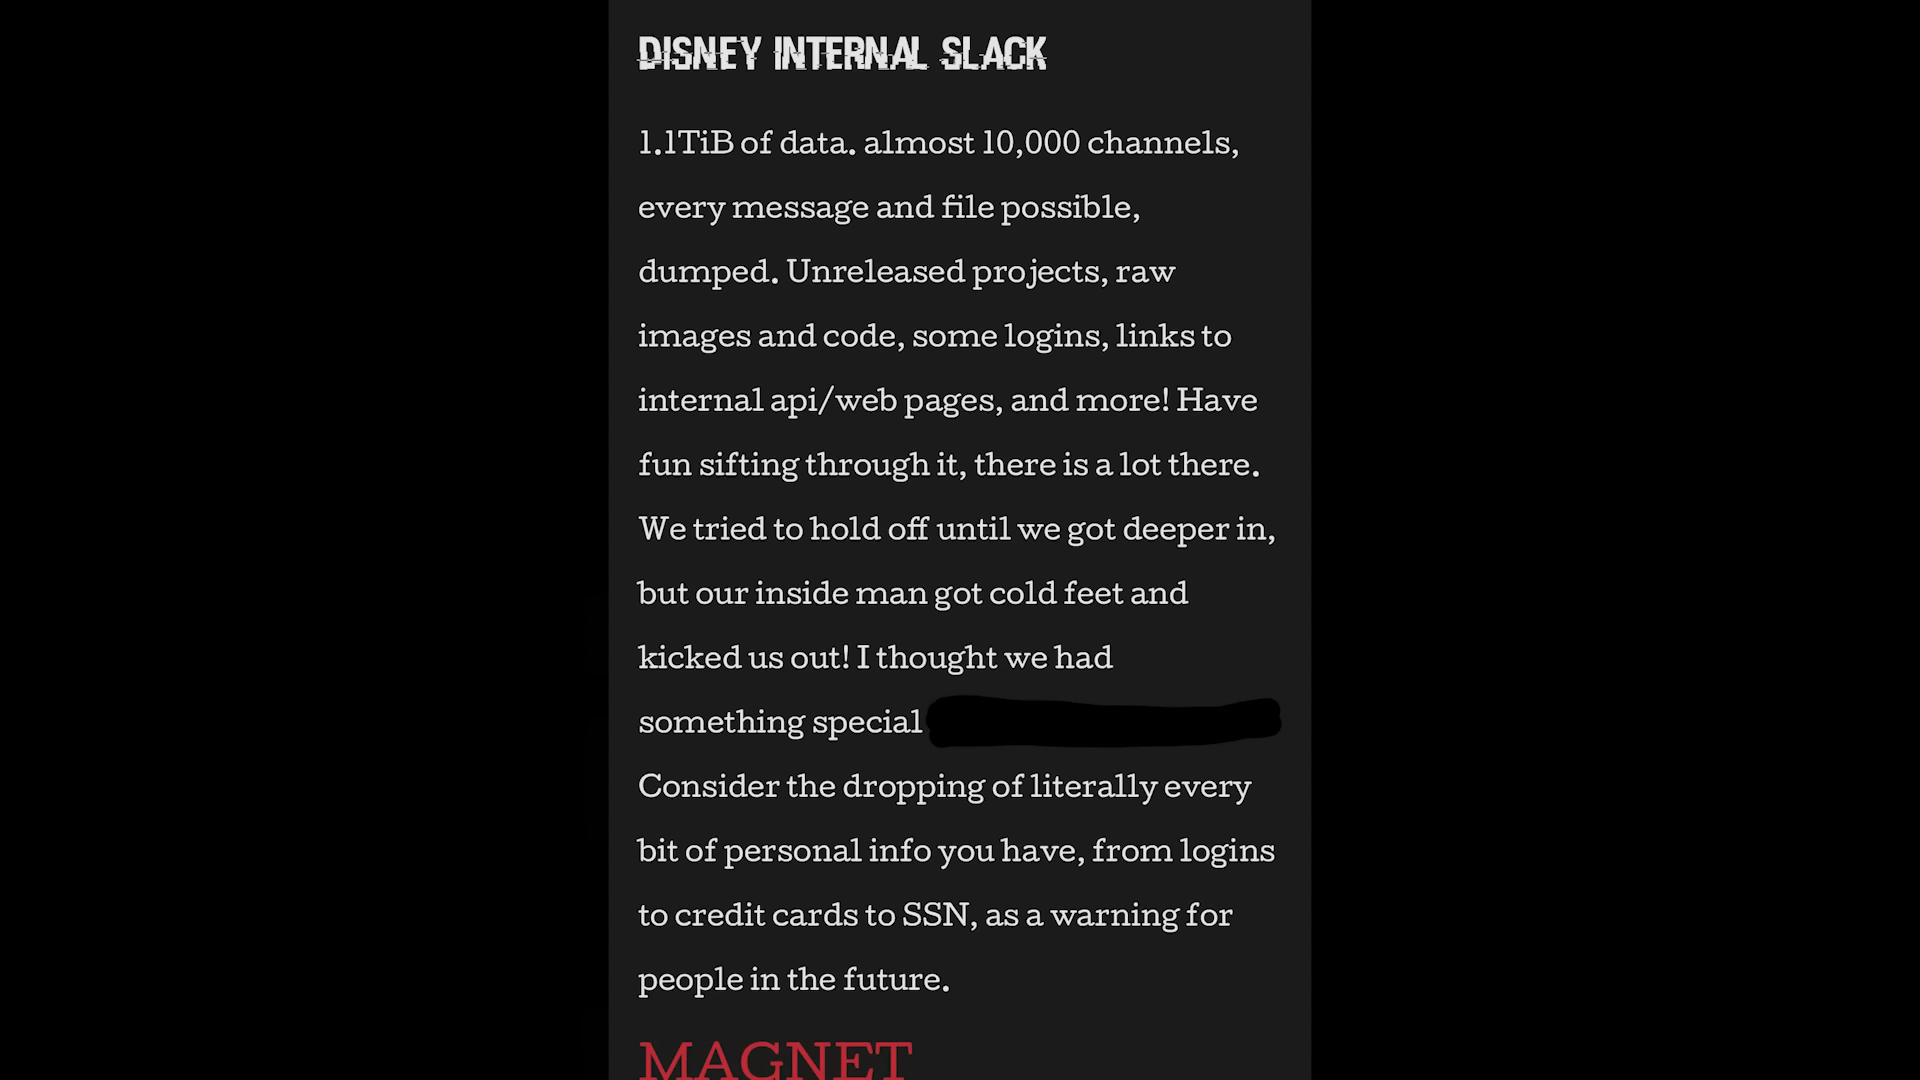 DISNEY INTERNAL SLACK
1.1TiB of data. almost 10,000 channels,
every message and file possible,
dumped. Unreleased projects, raw
images and code, some logins, links to
internal api/web pages, and more! Have
fun sifting through it, there is a lot there.
We tried to hold off until we got deeper in,
but our inside man got cold feet and
kicked us out! I thought we had
something special
Consider the dropping of literally every
bit of personal info you have, from logins
to credit cards to SSN, as a warning for
people in the future.
MAGNET